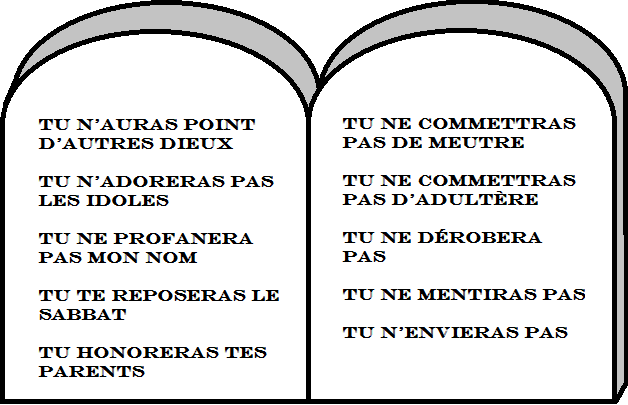 TU N'AURAS POINT
D'AUTRES DIEUX
TU N'ADORERAS PAS
LES IDOLES
TU NE PROFANERA
PAS MON NOM
TU TE REPOSERAS LE
SABBAT
TU HONORERAS TES
PARENTS
TU NE COMMETTRAS
PAS DE MEUTRE
TU NE COMMETTRAS
PAS D'ADULTÈRE
TU NE DÉROBERA
PAS
TU NE MENTIRAS PAS
TU N'ENVIERAS PAS